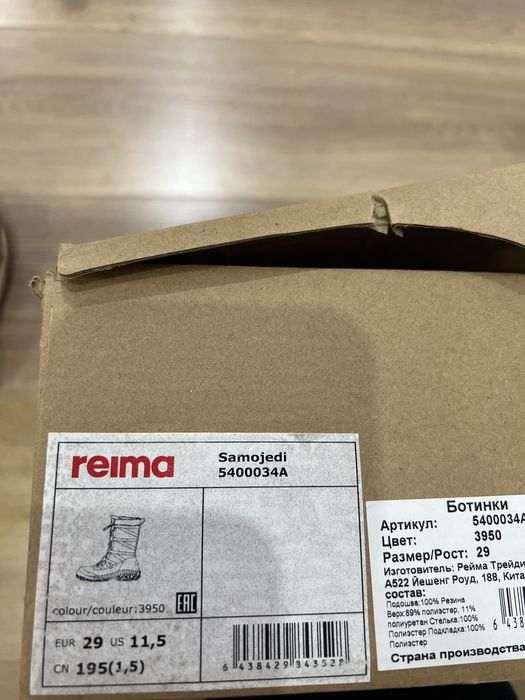 reima
Samojedi
5400034A
colour/couleur:3950
EAC
EUR 29 US 11,5
CN 195(1,5)
6 438429 343528
Ботинки
Артикул: 5400034A
Цвет: 3950
Размер/Рост: 29
Изготовитель: Рейма Трейди
А522 Йешенг Роуд, 188, Кита
состав:
Подошва:100% Резина
Верх:89% полиэстер, 11%
полиуретан Стелька:100%
Полиэстер Подкладка:100%
Полиэстер
6 438
Страна производства